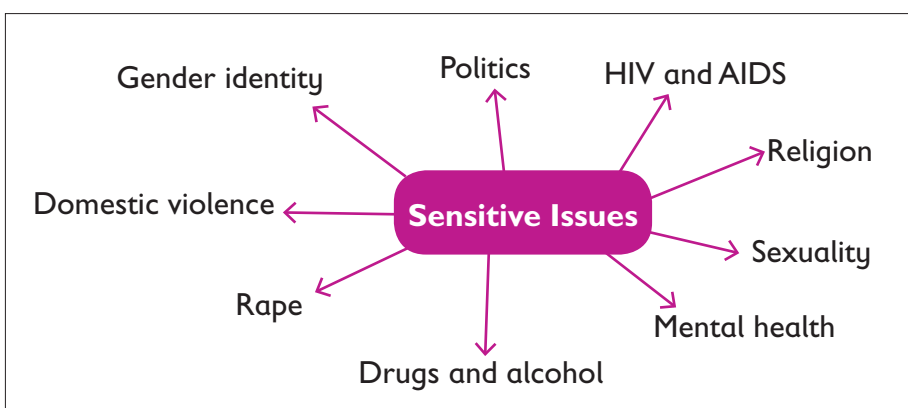 Politics
HIV and AIDS
Gender identity
Religion
Domestic violence
Sensitive Issues
Sexuality
Rape
Mental health
Drugs and alcohol